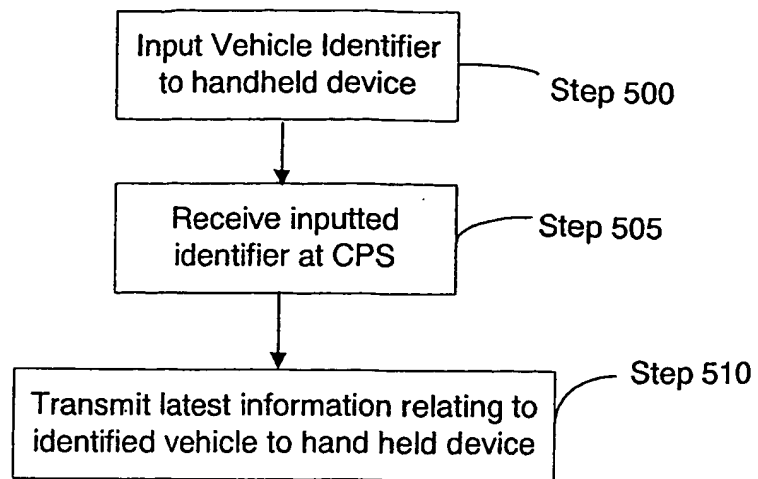 Input Vehicle Identifier
to handheld device
Step 500
Receive inputted
identifier at CPS
Step 505
Step 510
Transmit latest information relating to
identified vehicle to hand held device